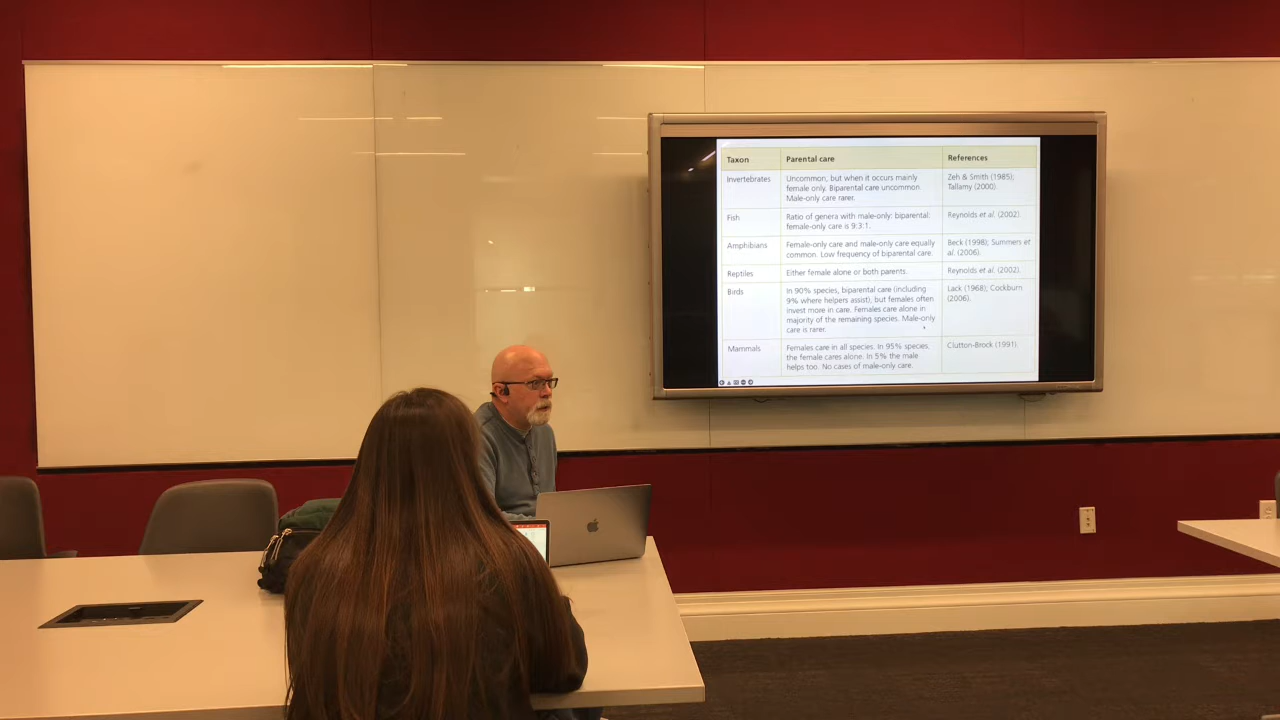 Taxon Parental care References
Invertebrates Uncommon, but when it occurs mainly Zeh & Smith (1985);
female only. Biparental care uncommon. Tallamy (2000).
Male-only care rarer.
Fish Ratio of genera with male-only: biparental: Reynolds et al. (2002).
female-only care is 9:3:1.
Amphibians Female-only care and male-only care equally Beck (1998); Summers et
common. Low frequency of biparental care. al. (2006).
Reptiles Either female alone or both parents. Reynolds et al. (2002).
Birds In 90% species, biparental care (including Lack (1968); Cockburn
9% where helpers assist), but females often (2006).
invest more in care. Females care alone in
majority of the remaining species. Male-only
care is rarer.
Mammals Females care in all species. In 95% species, Clutton-Brock (1991).
the female cares alone. In 5% the male
helps too. No cases of male-only care.